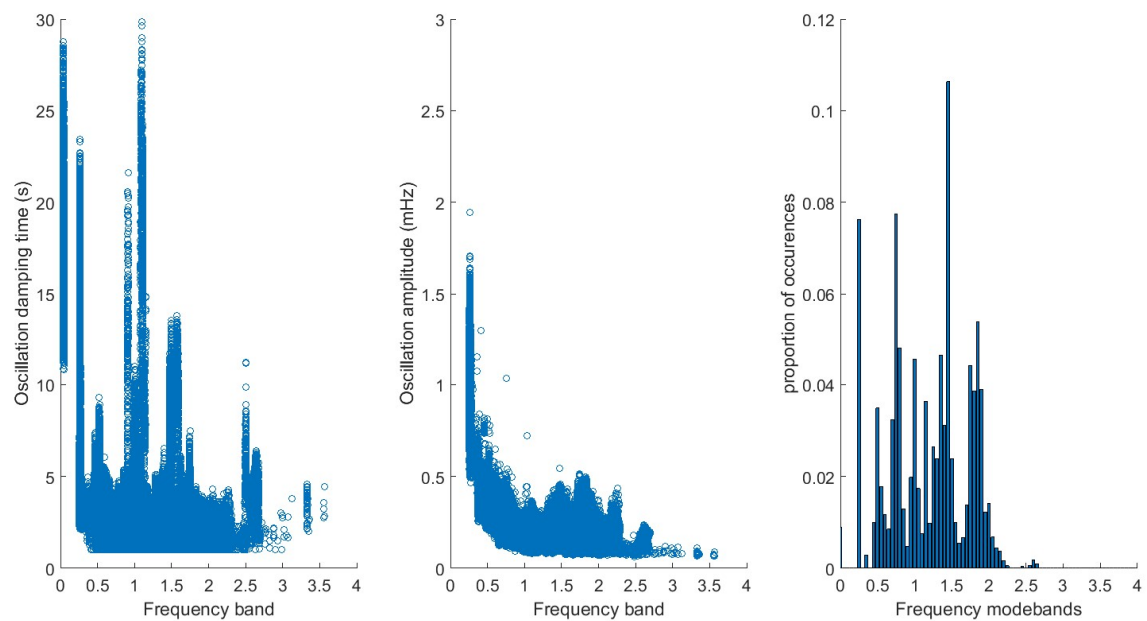 30
25
20
15
10
5
0
0 0.5 1 1.5 2 2.5 3 3.5 4
Oscillation damping time (s)
Frequency band
3
2.5
2
1.5
1
0.5
0
0 0.5 1 1.5 2 2.5 3 3.5 4
Oscillation amplitude (mHz)
Frequency band
0.12
0.1
0.08
0.06
0.04
0.02
0
0 0.5 1 1.5 2 2.5 3 3.5 4
proportion of occurences
Frequency modebands